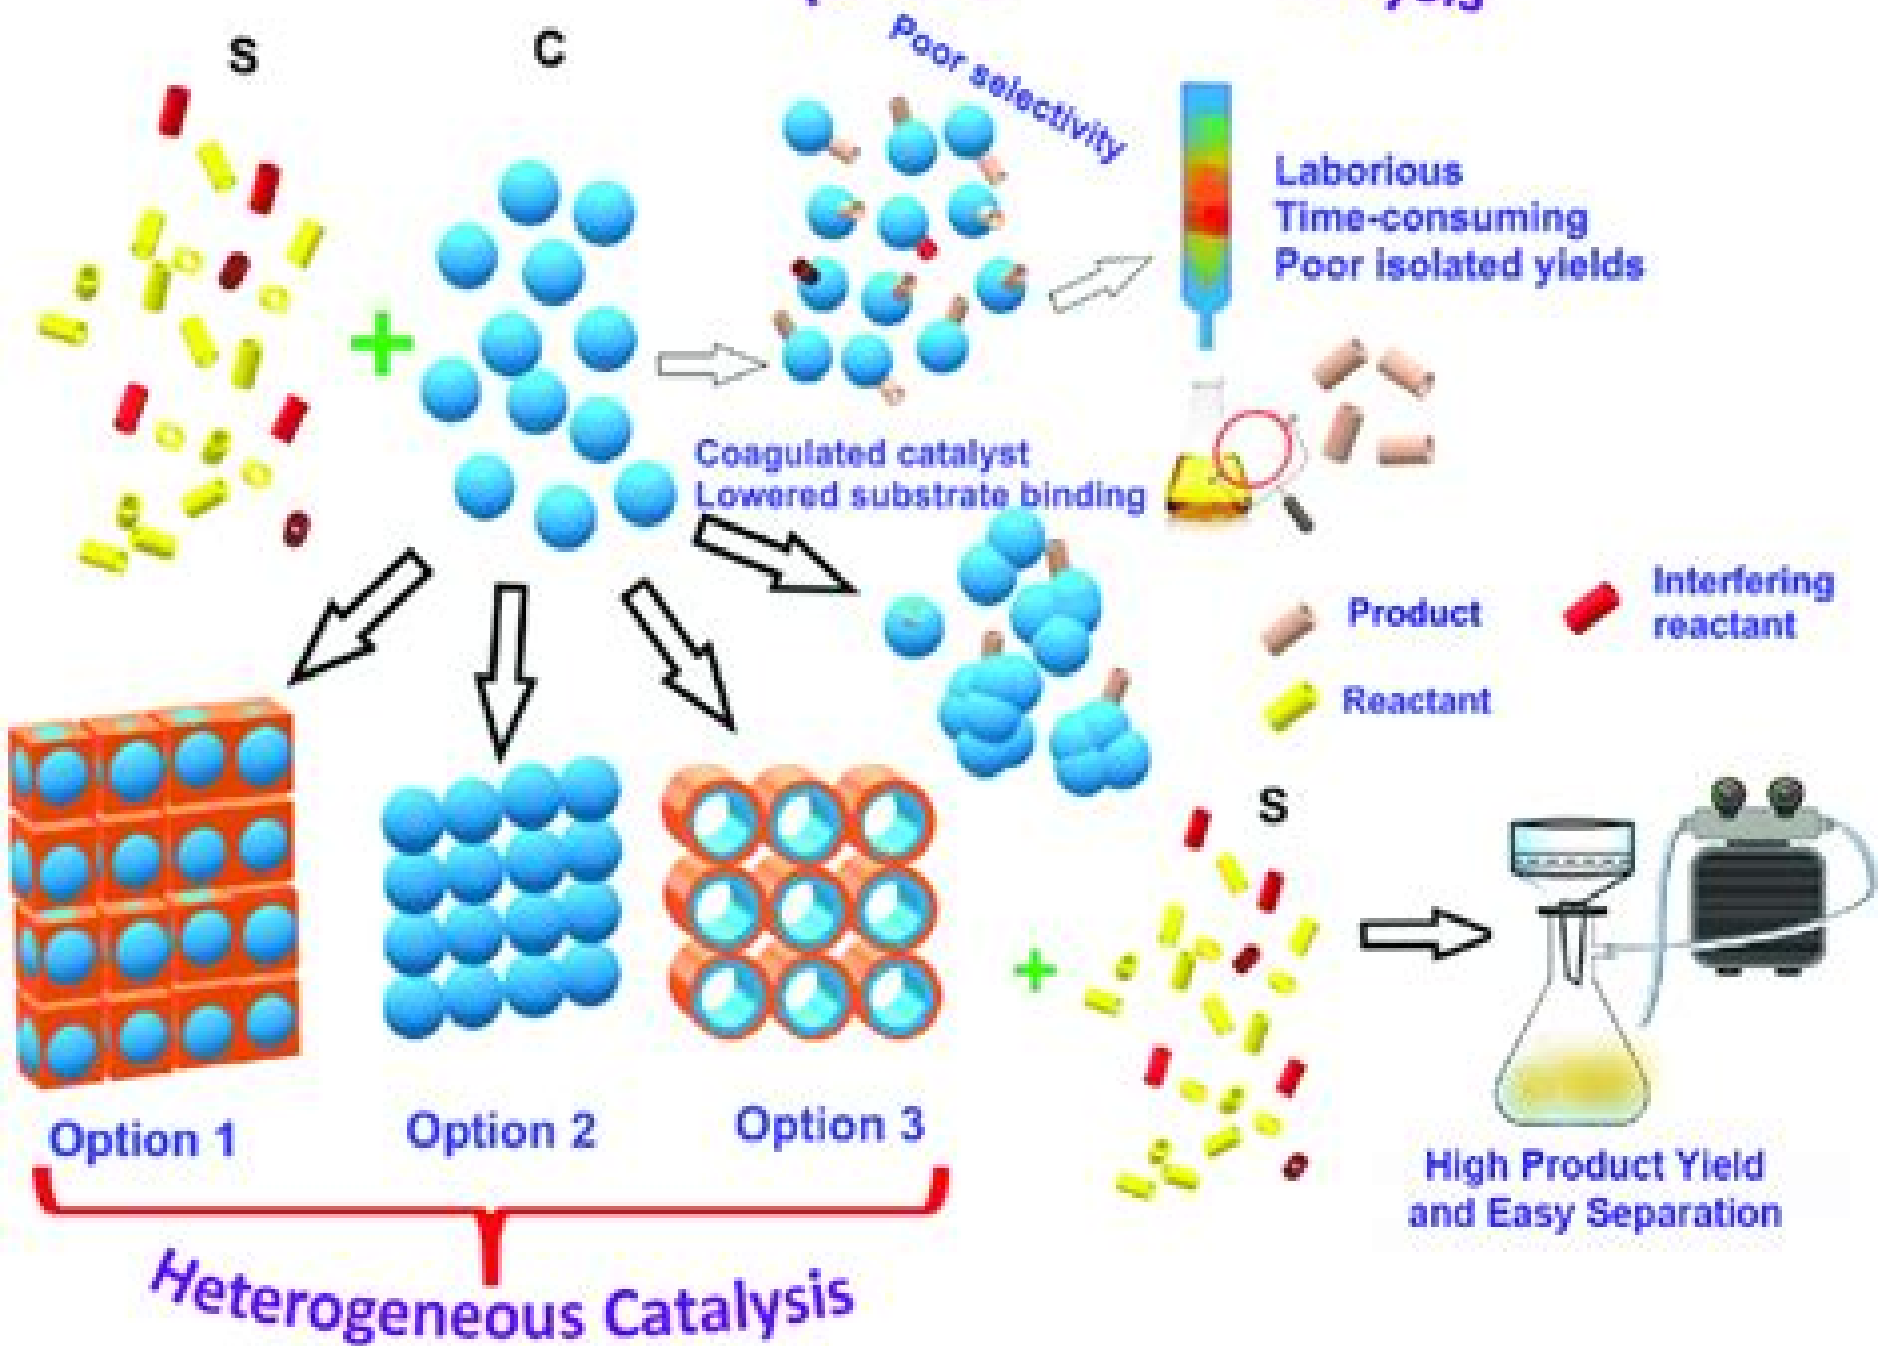 S
C
Poor selectivity
Laborious
Time-consuming
Poor isolated yields
Coagulated catalyst
Lowered substrate binding
Product
Interfering
reactant
Reactant
S
Option 1
Option 2
Option 3
High Product Yield
and Easy Separation
Heterogeneous Catalysis